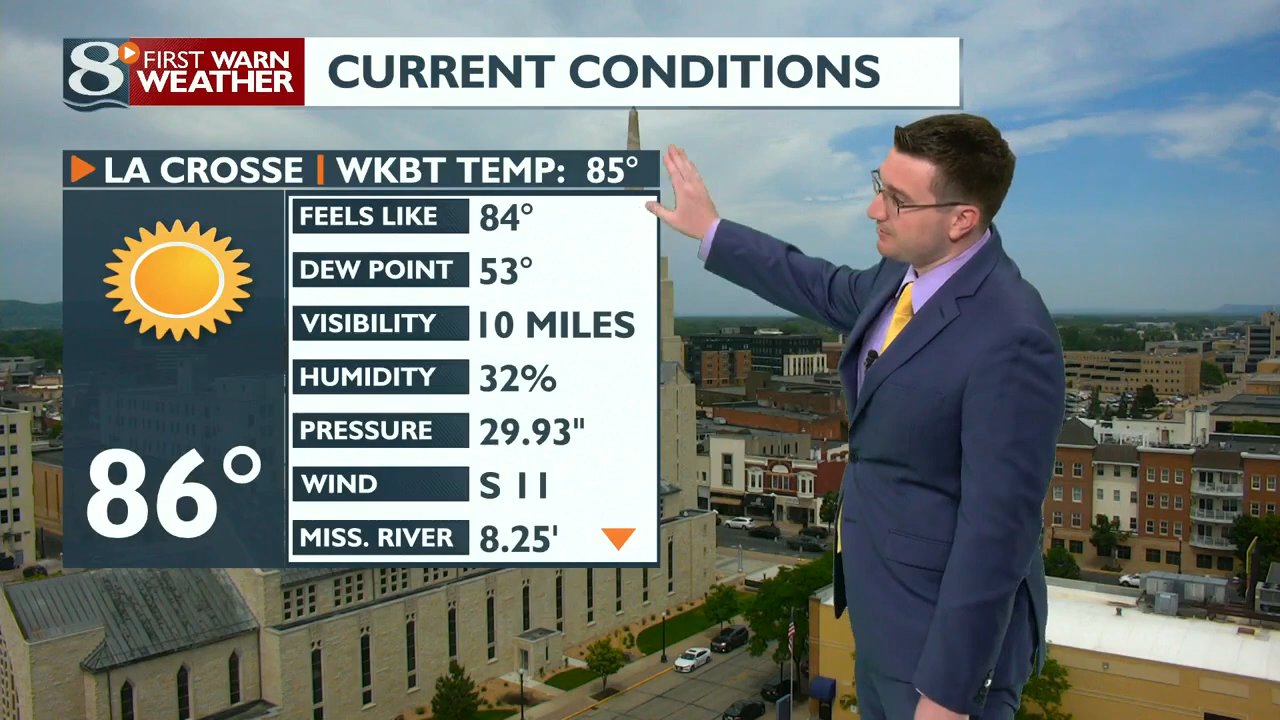 8 FIRST WARN
WEATHER
CURRENT CONDITIONS
LA CROSSE | WKBT TEMP: 85°
FEELS LIKE 84°
DEW POINT 53°
VISIBILITY 10 MILES
HUMIDITY 32%
PRESSURE 29.93"
WIND S 11
MISS. RIVER 8.25'
86°